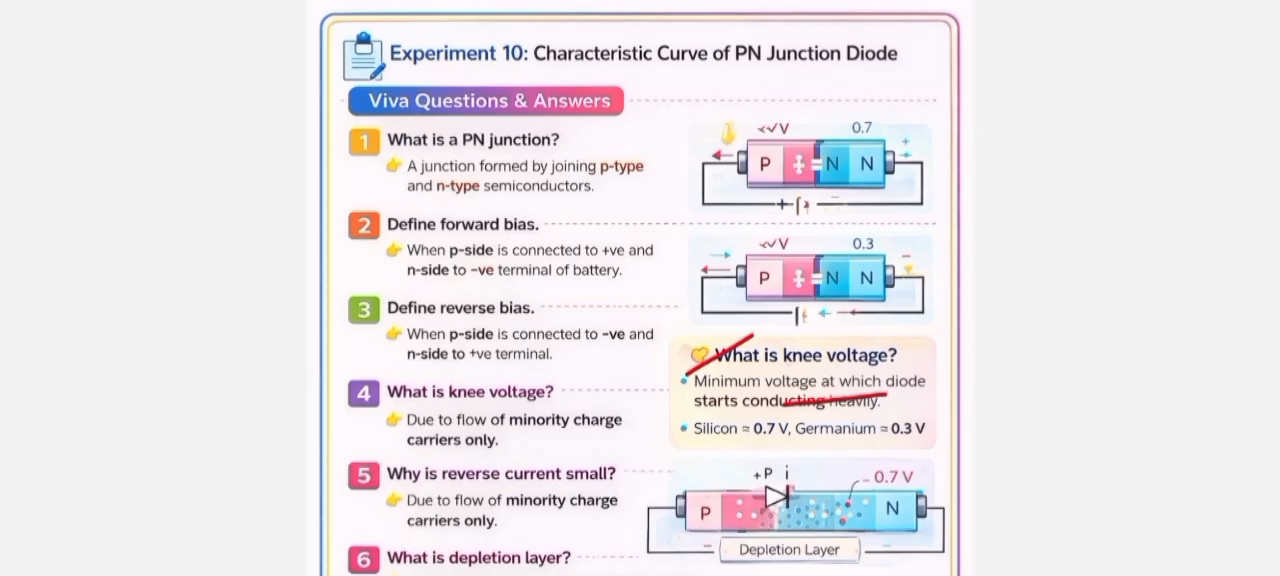 Experiment 10: Characteristic Curve of PN Junction Diode
Viva Questions & Answers
1 What is a PN junction?
👉 A junction formed by joining p-type
and n-type semiconductors.
2 Define forward bias.
👉 When p-side is connected to +ve and
n-side to -ve terminal of battery.
3 Define reverse bias.
👉 When p-side is connected to -ve and
n-side to +ve terminal.
4 What is knee voltage?
👉 Due to flow of minority charge
carriers only.
5 Why is reverse current small?
👉 Due to flow of minority charge
carriers only.
6 What is depletion layer?
V 0.7
P N N
V 0.3
P N N
What is knee voltage?
• Minimum voltage at which diode
starts conducting heavily.
• Silicon ≈ 0.7 V, Germanium ≈ 0.3 V
+P i
– 0.7 V
P N
Depletion Layer